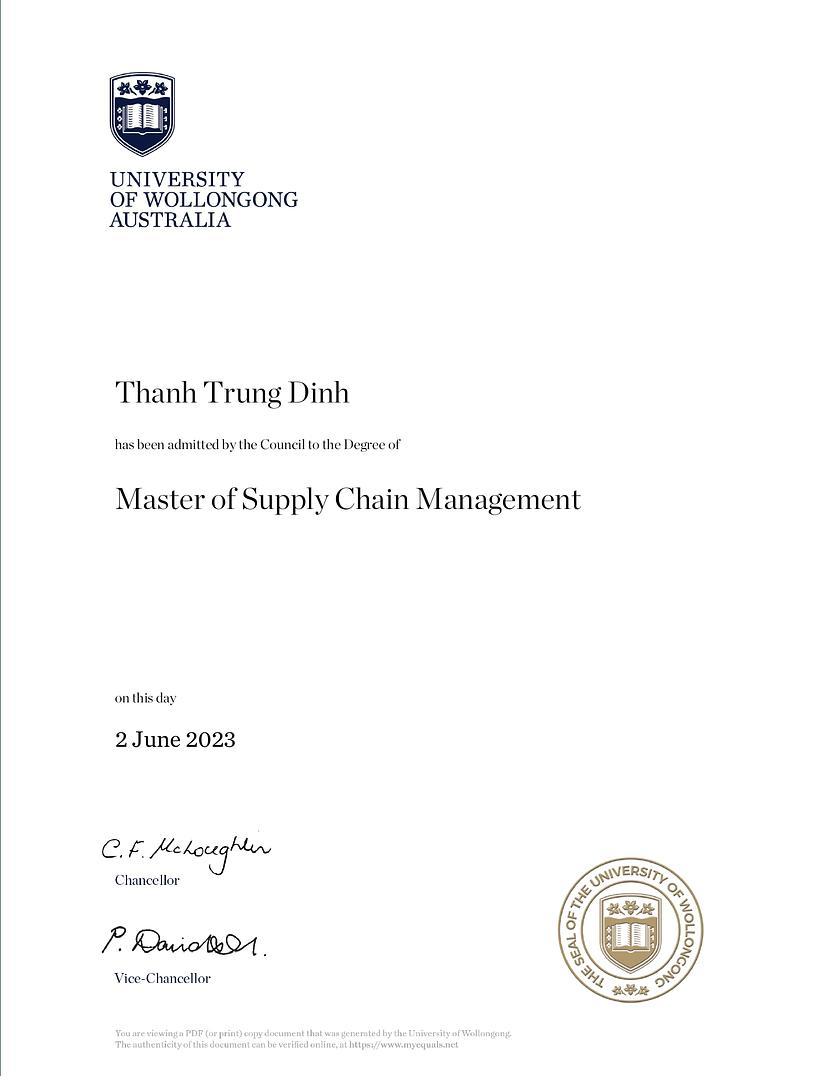 UNIVERSITY
OF WOLLONGONG
AUSTRALIA
Thanh Trung Dinh
has been admitted by the Council to the Degree of
Master of Supply Chain Management
on this day
2 June 2023
C. F. McLoughlin
Chancellor
P. Davidson.
Vice-Chancellor
THE SEAL OF THE UNIVERSITY OF WOLLONGONG
You are viewing a PDF (or print) copy document that was generated by the University of Wollongong.
The authenticity of this document can be verified online, at https://www.myequals.net